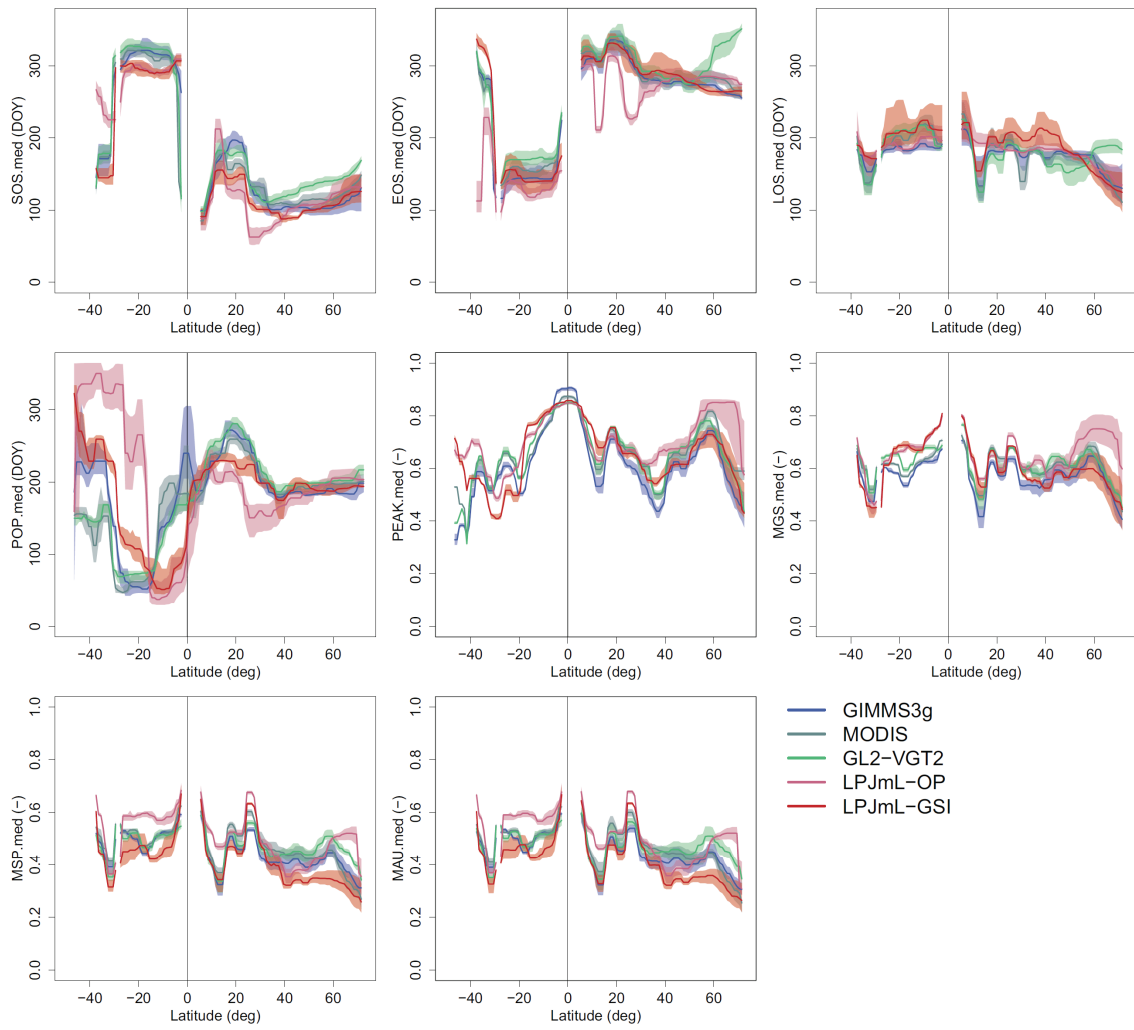 SOS.med (DOY)
0 100 200 300
−40 −20 0 20 40 60
Latitude (deg)
EOS.med (DOY)
0 100 200 300
−40 −20 0 20 40 60
Latitude (deg)
LOS.med (DOY)
0 100 200 300
−40 −20 0 20 40 60
Latitude (deg)
POP.med (DOY)
0 100 200 300
−40 −20 0 20 40 60
Latitude (deg)
PEAK.med (−)
0.0 0.2 0.4 0.6 0.8 1.0
−40 −20 0 20 40 60
Latitude (deg)
MGS.med (−)
0.0 0.2 0.4 0.6 0.8 1.0
−40 −20 0 20 40 60
Latitude (deg)
MSP.med (−)
0.0 0.2 0.4 0.6 0.8 1.0
−40 −20 0 20 40 60
Latitude (deg)
MAU.med (−)
0.0 0.2 0.4 0.6 0.8 1.0
−40 −20 0 20 40 60
Latitude (deg)
GIMMS3g
MODIS
GL2−VGT2
LPJmL−OP
LPJmL−GSI